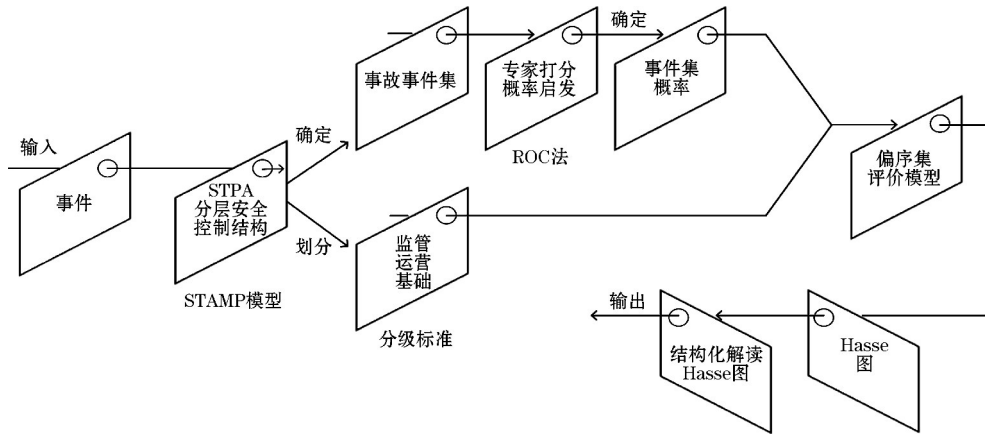 输入
事件
STPA
分层安全
控制结构
STAMP模型
确定
划分
事故事件集
专家打分
概率启发
ROC法
确定
事件集
概率
监管
运营
基础
分级标准
偏序集
评价模型
Hasse
图
结构化解读
Hasse图
输出